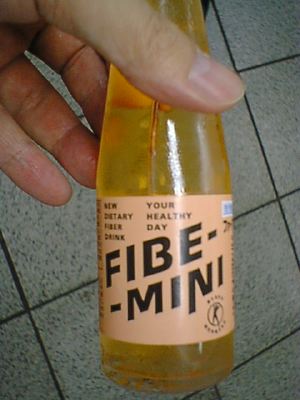 NEW
DIETARY
FIBER
DRINK
YOUR
HEALTHY
DAY
FIBE-
-MINI